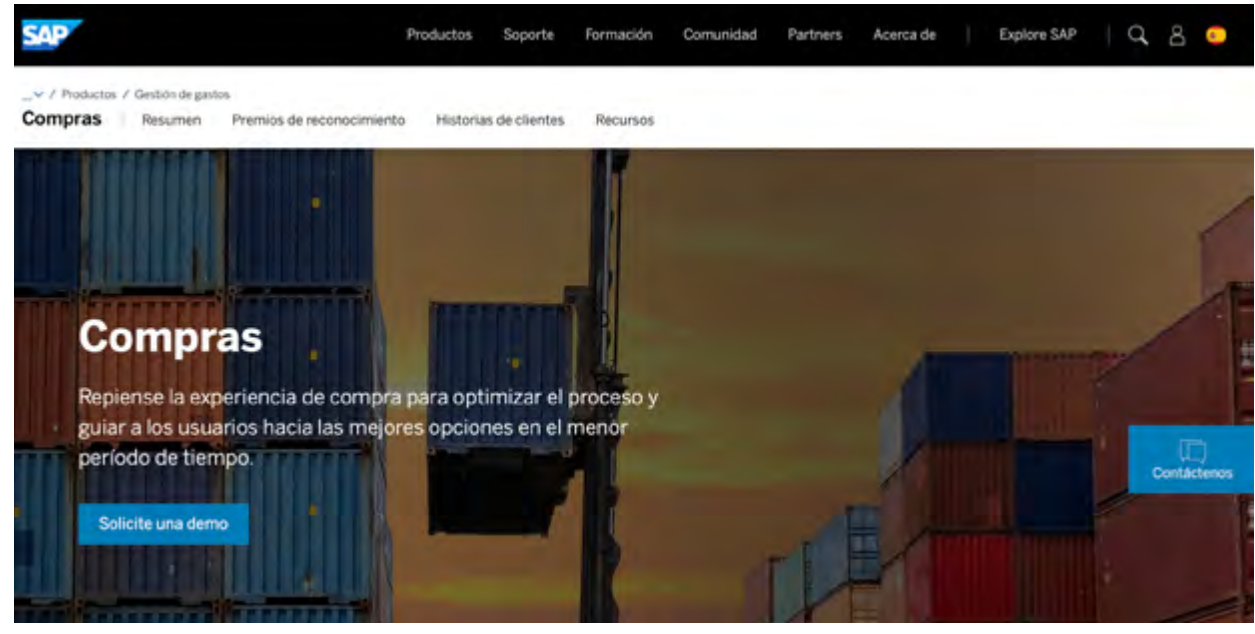 SAP
Productos Soporte Formación Comunidad Partners Acerca de | Explore SAP
/ Productos / Gestión de gastos
Compras | Resumen Premios de reconocimiento Historias de clientes Recursos
Compras
Repiense la experiencia de compra para optimizar el proceso y
guiar a los usuarios hacia las mejores opciones en el menor
período de tiempo.
Solicite una demo
Contáctenos